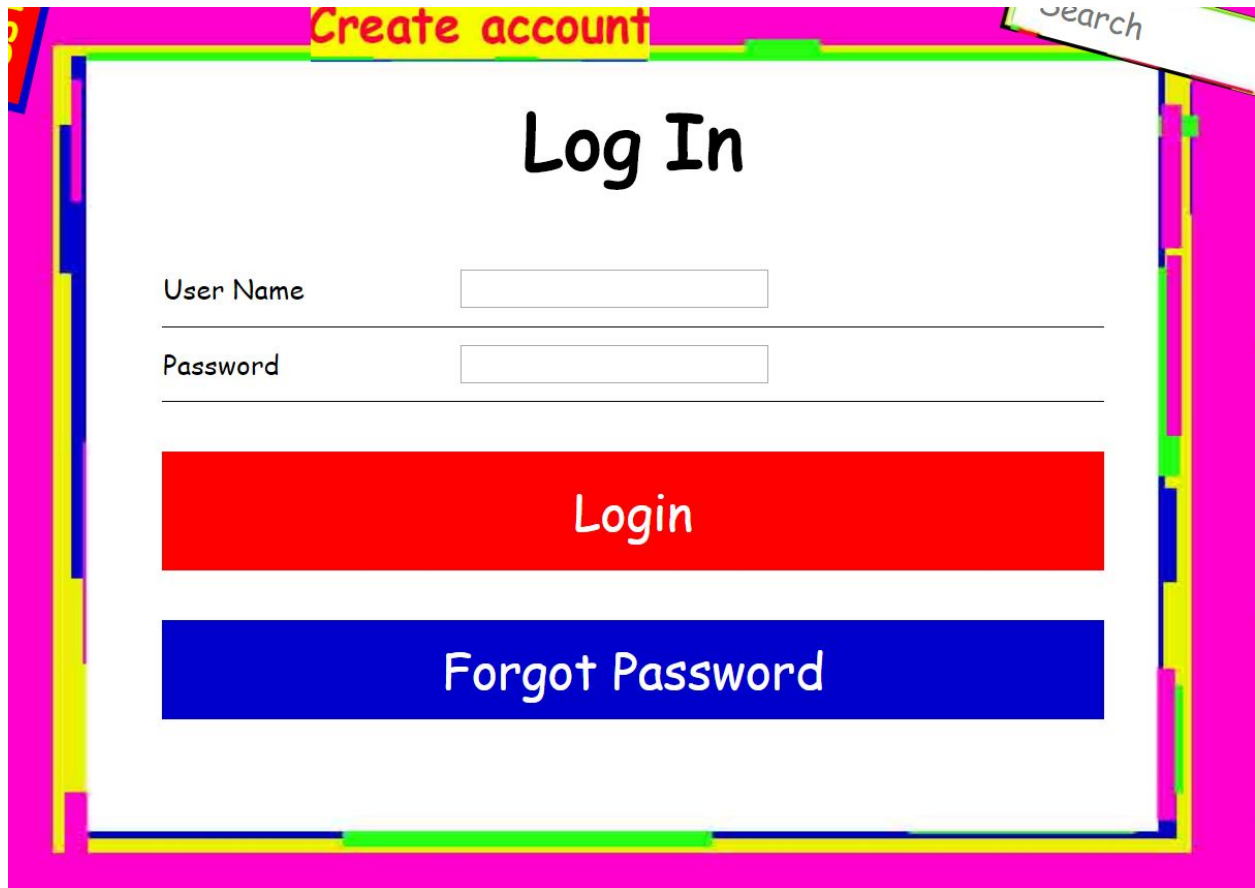 Create account
Search
Log In
User Name
Password
Login
Forgot Password